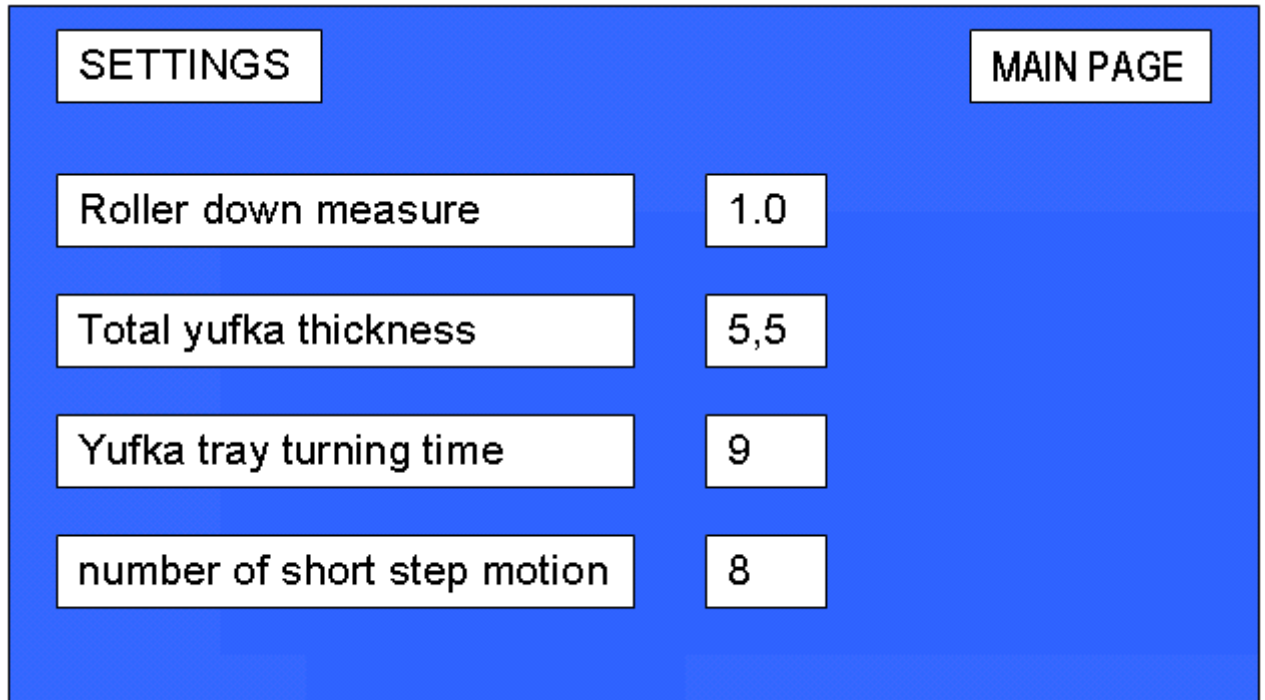 SETTINGS
MAIN PAGE
Roller down measure 1.0
Total yufka thickness 5,5
Yufka tray turning time 9
number of short step motion 8